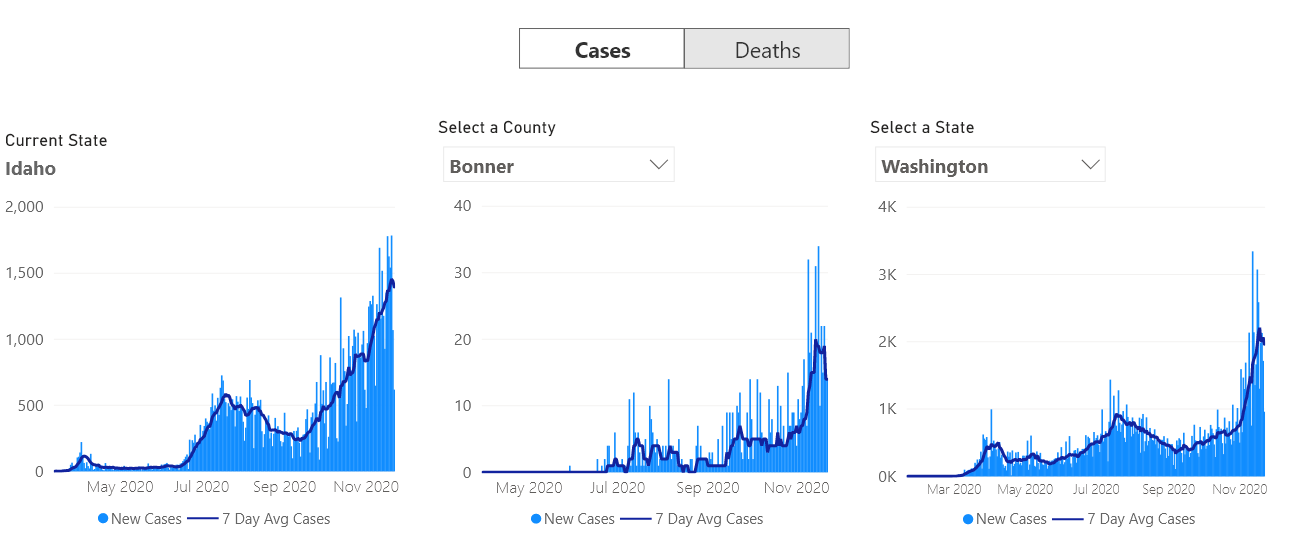 Cases Deaths
Current State
Idaho
2,000
1,500
1,000
500
0
May 2020 Jul 2020 Sep 2020 Nov 2020
New Cases 7 Day Avg Cases
Select a County
Bonner
40
30
20
10
0
May 2020 Jul 2020 Sep 2020 Nov 2020
New Cases 7 Day Avg Cases
Select a State
Washington
4K
3K
2K
1K
0K
Mar 2020 May 2020 Jul 2020 Sep 2020 Nov 2020
New Cases 7 Day Avg Cases